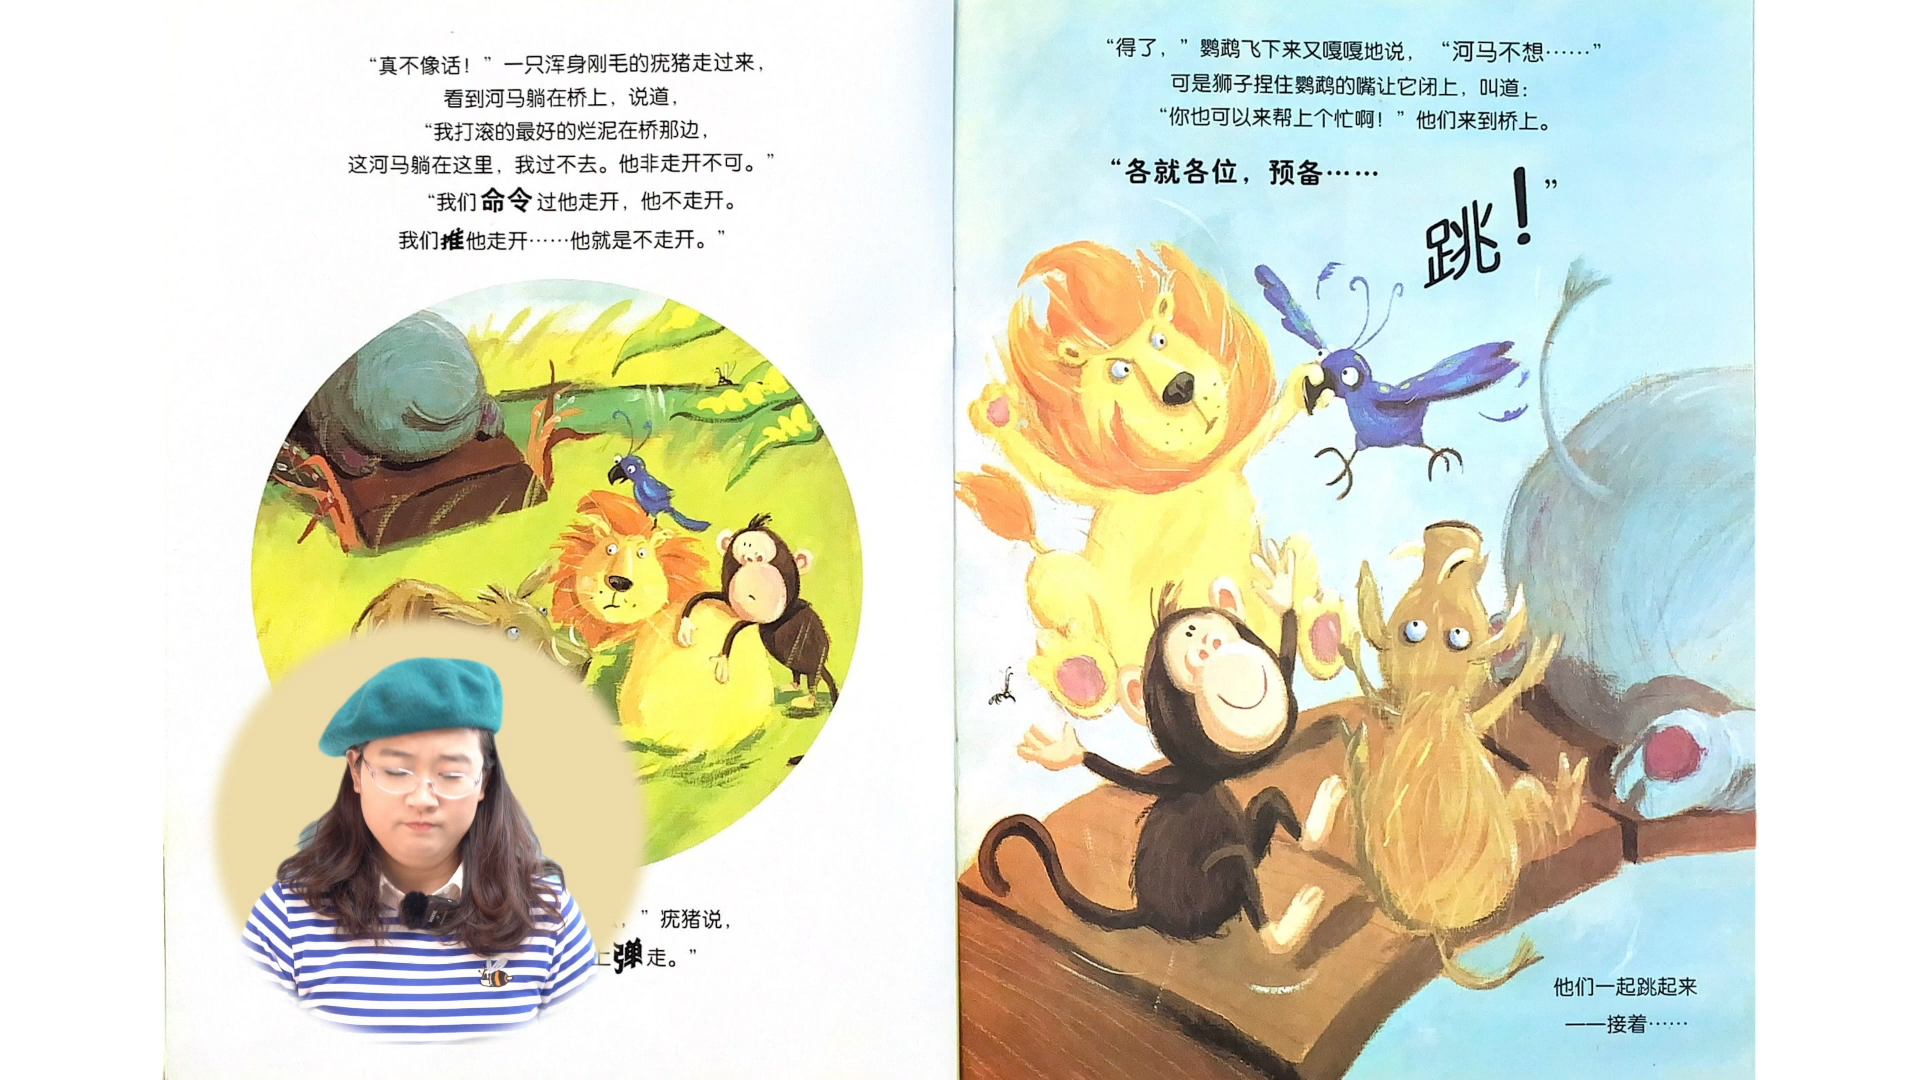 “真不像话！”一只浑身刚毛的疣猪走过来，
看到河马躺在桥上，说道，
“我打滚的最好的烂泥在桥那边，
这河马躺在这里，我过不去。他非走开不可。”
“我们命令过他走开，他不走开。
我们推他走开……他就是不走开。”
，”疣猪说，
上弹走。”
“得了，”鹦鹉飞下来又嘎嘎地说，“河马不想……”
可是狮子捏住鹦鹉的嘴让它闭上，叫道：
“你也可以来帮上个忙啊！”他们来到桥上。
“各就各位，预备……
跳！”
他们一起跳起来
——接着……